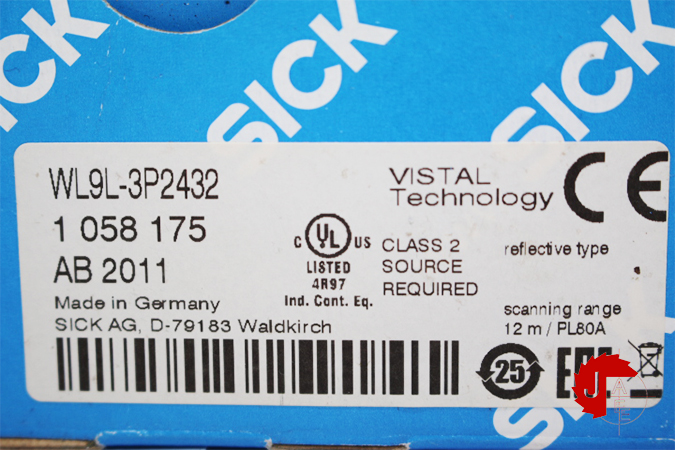 SICK
SICK
SICK
WL9L-3P2432
1 058 175
AB 2011
Made in Germany
SICK AG, D-79183 Waldkirch
C UL US
LISTED
4R97
Ind. Cont. Eq.
VISTAL
Technology
CE
CLASS 2
SOURCE
REQUIRED
reflective type
scanning range
12 m / PL80A
25
SICK